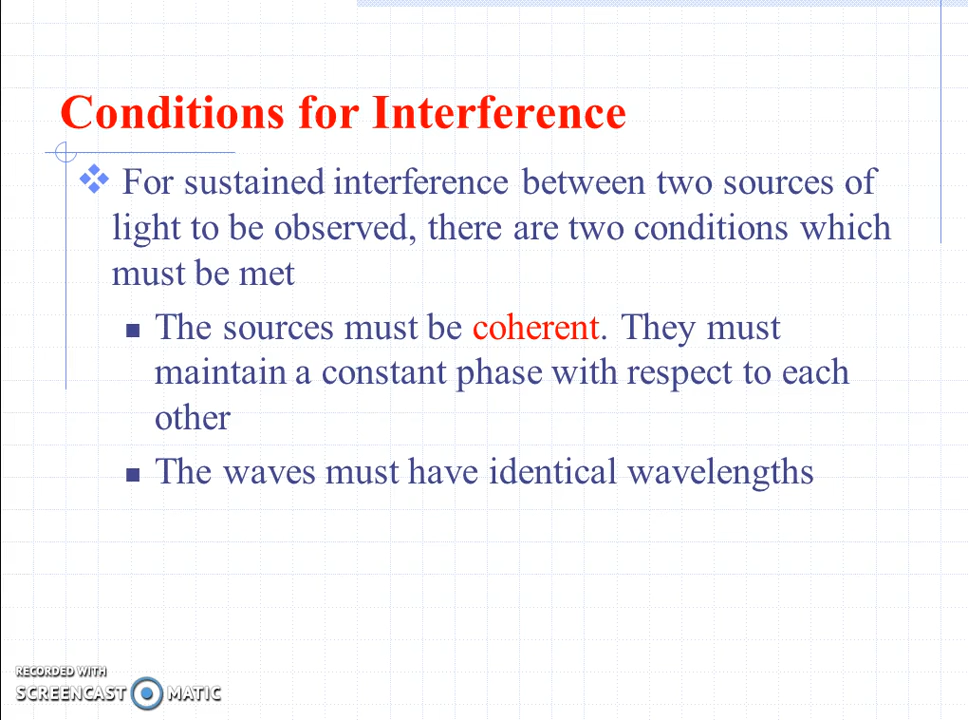 Conditions for Interference
For sustained interference between two sources of
light to be observed, there are two conditions which
must be met
The sources must be coherent. They must
maintain a constant phase with respect to each
other
The waves must have identical wavelengths
RECORDED WITH
SCREENCAST MATIC